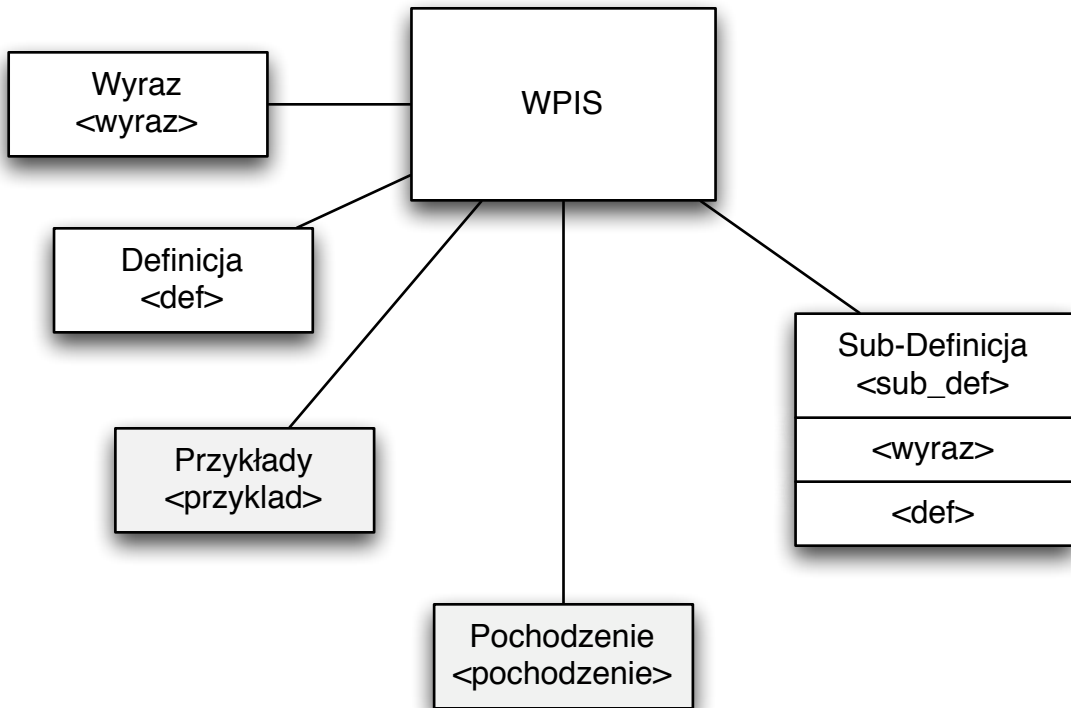 WPIS
Wyraz
<wyraz>
Definicja
<def>
Sub-Definicja
<sub_def>
<wyraz>
<def>
Przykłady
<przyklad>
Pochodzenie
<pochodzenie>